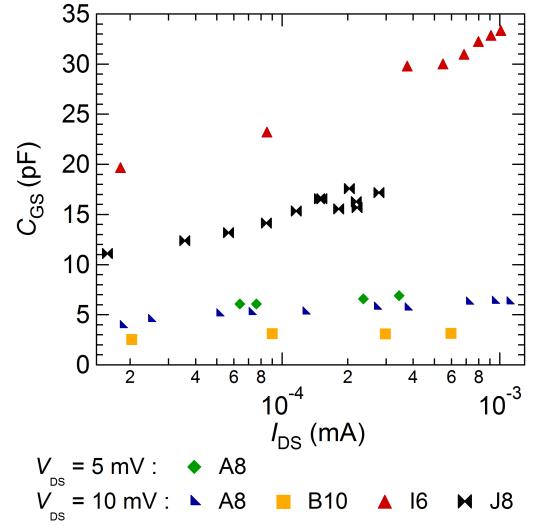 35
30
25
20
15
10
5
0
C_GS (pF)
2 4 6 8 2 4 6 8
10^-4 10^-3
I_DS (mA)
V_DS = 5 mV : A8
V_DS = 10 mV : A8 B10 I6 J8